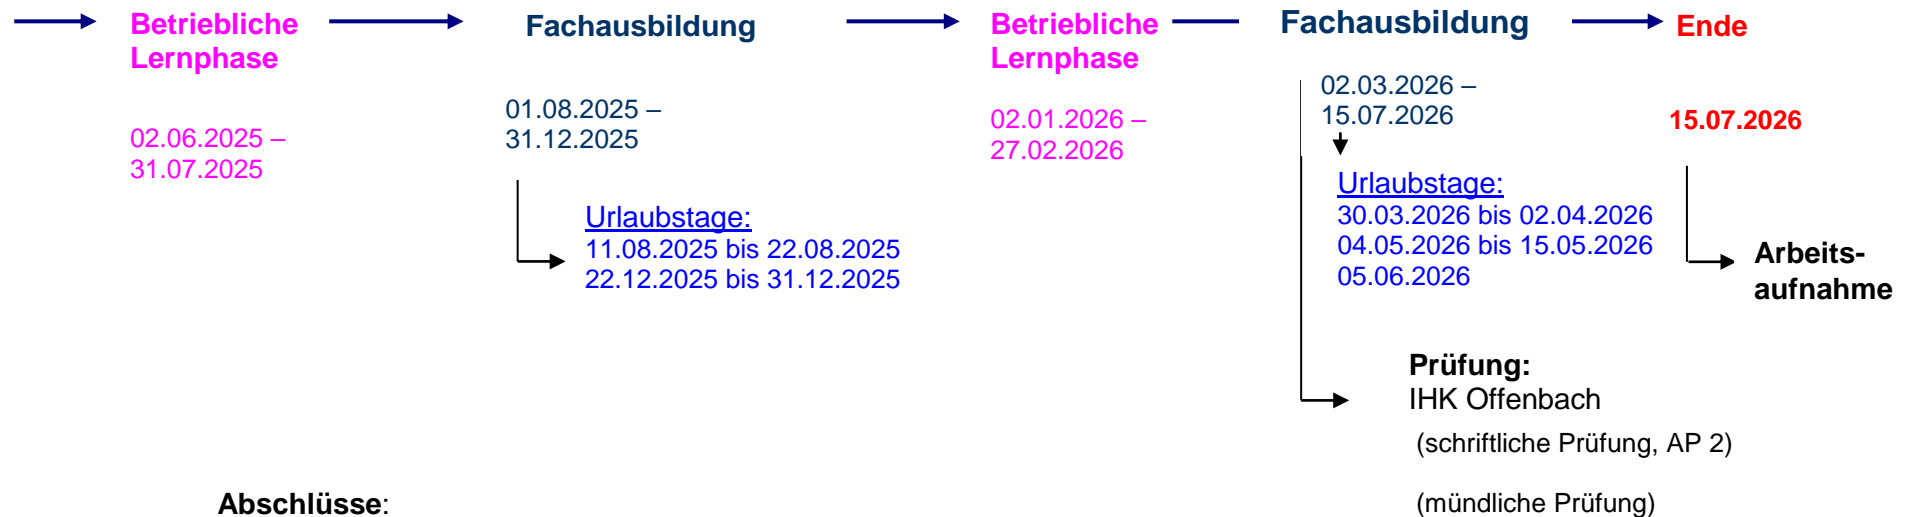 Betriebliche
Lernphase
02.06.2025 –
31.07.2025
Fachausbildung
01.08.2025 –
31.12.2025
Urlaubstage:
11.08.2025 bis 22.08.2025
22.12.2025 bis 31.12.2025
Betriebliche
Lernphase
02.01.2026 –
27.02.2026
Fachausbildung
02.03.2026 –
15.07.2026
Urlaubstage:
30.03.2026 bis 02.04.2026
04.05.2026 bis 15.05.2026
05.06.2026
Prüfung:
IHK Offenbach
(schriftliche Prüfung, AP 2)
(mündliche Prüfung)
Ende
15.07.2026
Arbeits-
aufnahme
Abschlüsse: